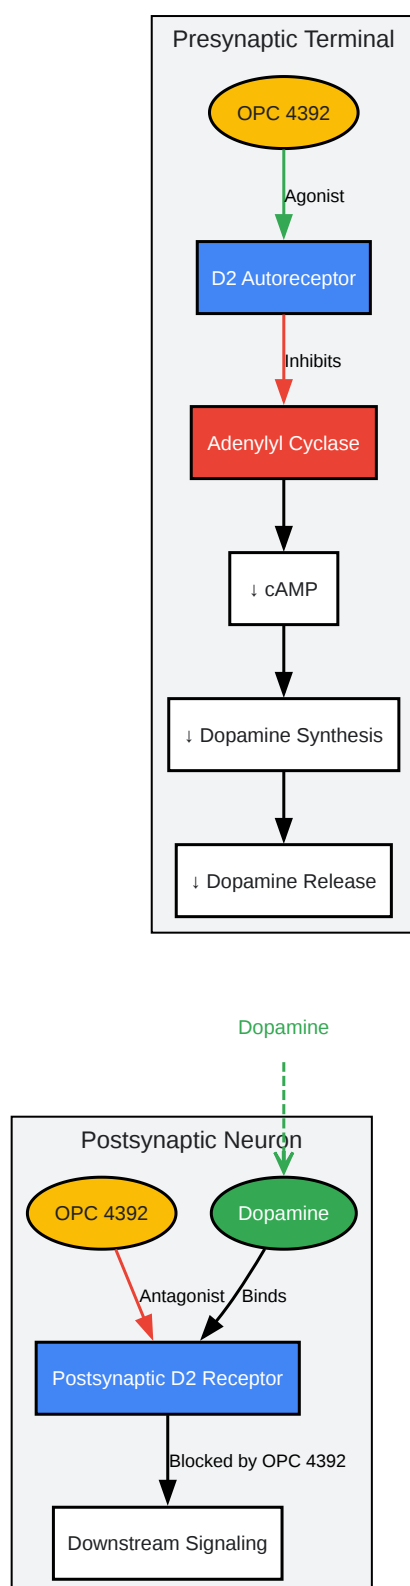 Presynaptic Terminal
OPC 4392
Agonist
D2 Autoreceptor
Inhibits
Adenylyl Cyclase
↓ cAMP
↓ Dopamine Synthesis
↓ Dopamine Release
Dopamine
Postsynaptic Neuron
OPC 4392
Dopamine
Antagonist
Binds
Postsynaptic D2 Receptor
Blocked by OPC 4392
Downstream Signaling